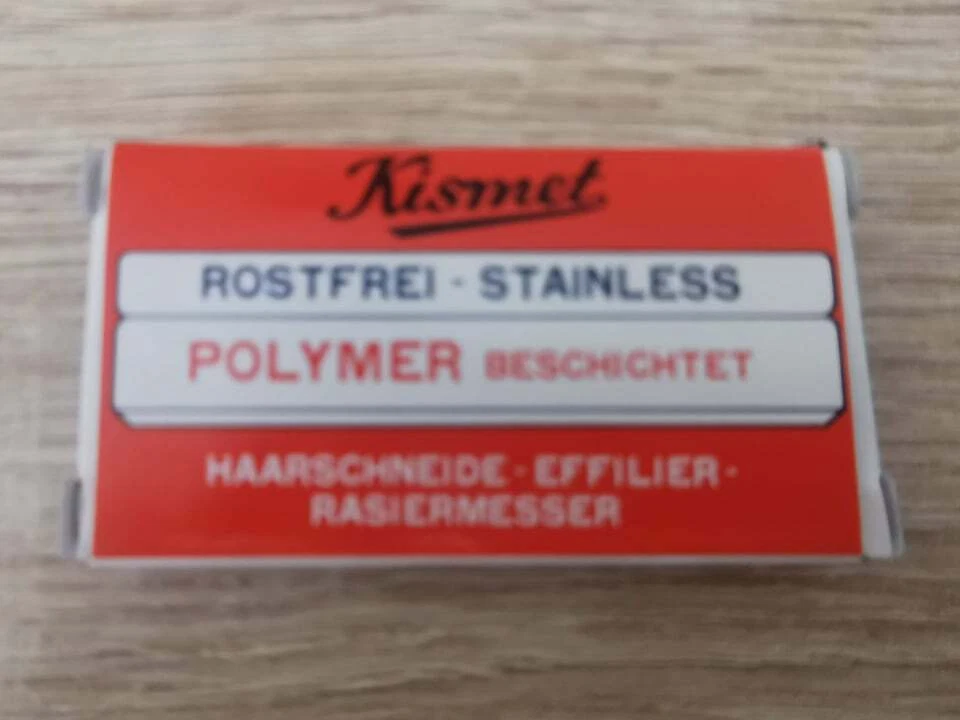 Kismet
ROSTFREI - STAINLESS
POLYMER BESCHICHTET
HAARSCHNEIDE - EFFILIER -
RASIERMESSER